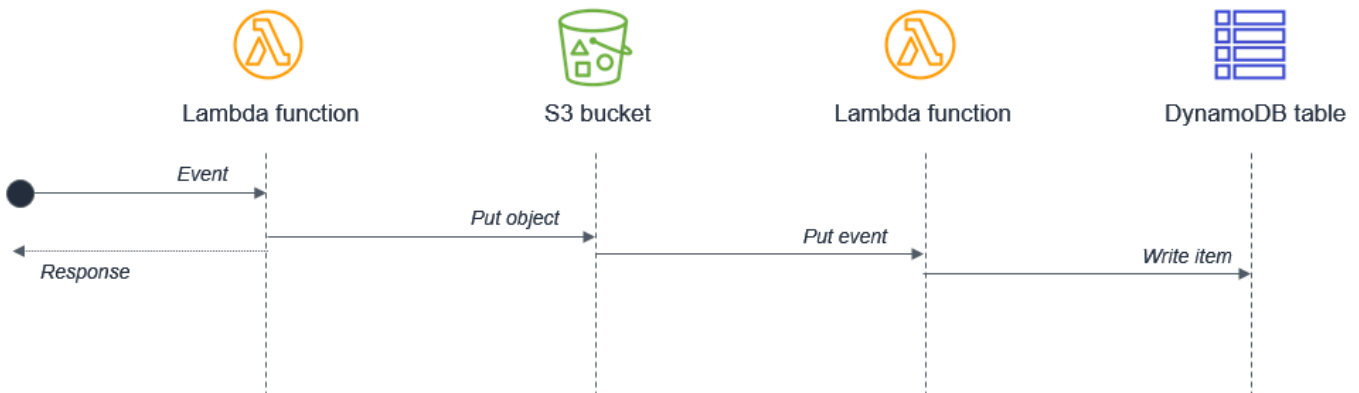 Lambda function
S3 bucket
Lambda function
DynamoDB table
Event
Put object
Put event
Write item
Response